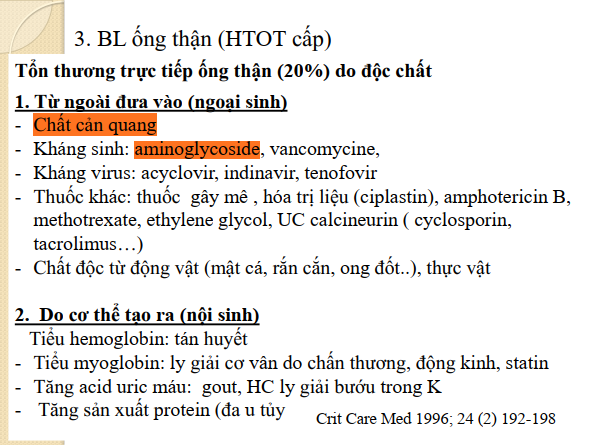 3. BL ống thận (HTOT cấp)
Tổn thương trực tiếp ống thận (20%) do độc chất
1. Từ ngoài đưa vào (ngoại sinh)
- Chất cản quang
- Kháng sinh: aminoglycoside, vancomycine,
- Kháng virus: acyclovir, indinavir, tenofovir
- Thuốc khác: thuốc gây mê , hóa trị liệu (ciplastin), amphotericin B,
methotrexate, ethylene glycol, UC calcineurin ( cyclosporin,
tacrolimus…)
- Chất độc từ động vật (mật cá, rắn cắn, ong đốt..), thực vật
2. Do cơ thể tạo ra (nội sinh)
Tiểu hemoglobin: tán huyết
- Tiểu myoglobin: ly giải cơ vân do chấn thương, động kinh, statin
- Tăng acid uric máu: gout, HC ly giải bướu trong K
- Tăng sản xuất protein (đa u tủy
Crit Care Med 1996; 24 (2) 192-198